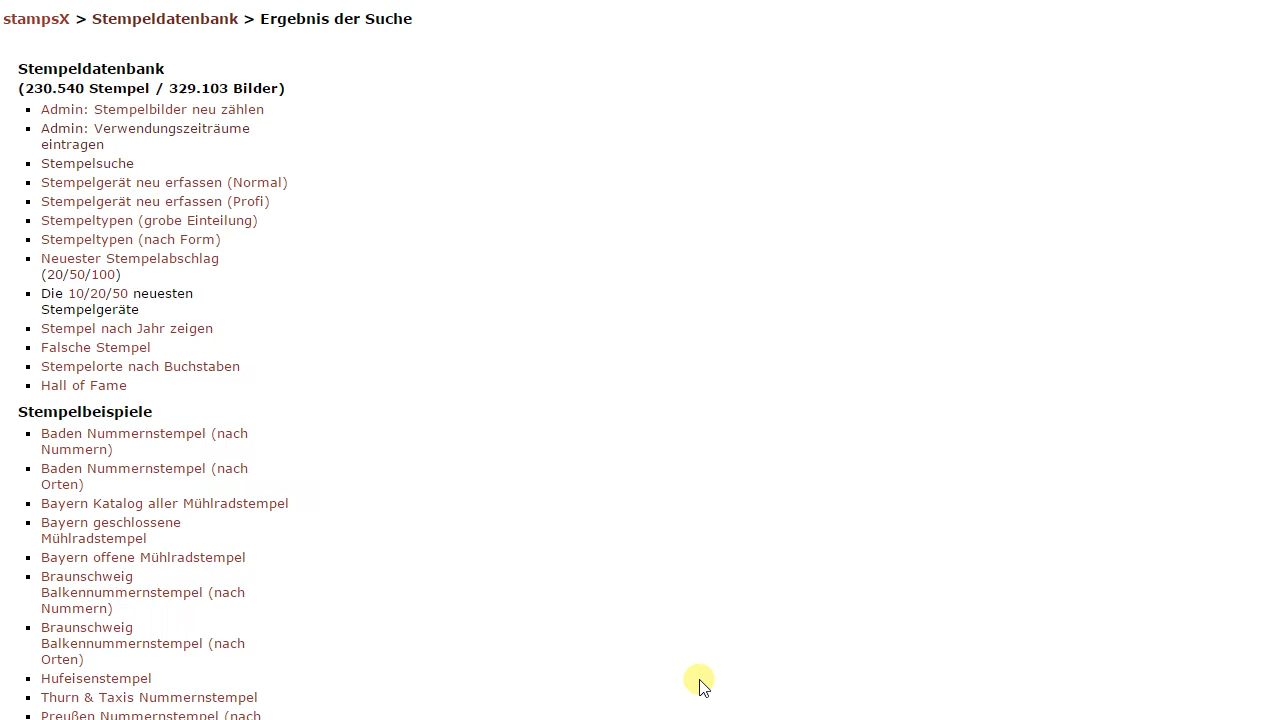 stampsX > Stempeldatenbank > Ergebnis der Suche
Stempeldatenbank
(230.540 Stempel / 329.103 Bilder)
Admin: Stempelbilder neu zählen
Admin: Verwendungszeiträume
eintragen
Stempelsuche
Stempelgerät neu erfassen (Normal)
Stempelgerät neu erfassen (Profi)
Stempeltypen (grobe Einteilung)
Stempeltypen (nach Form)
Neuester Stempelabschlag
(20/50/100)
Die 10/20/50 neuesten
Stempelgeräte
Stempel nach Jahr zeigen
Falsche Stempel
Stempelorte nach Buchstaben
Hall of Fame
Stempelbeispiele
Baden Nummernstempel (nach
Nummern)
Baden Nummernstempel (nach
Orten)
Bayern Katalog aller Mühlradstempel
Bayern geschlossene
Mühlradstempel
Bayern offene Mühlradstempel
Braunschweig
Balkennummernstempel (nach
Nummern)
Braunschweig
Balkennummernstempel (nach
Orten)
Hufeisenstempel
Thurn & Taxis Nummernstempel
Preußen Nummernstempel (nach